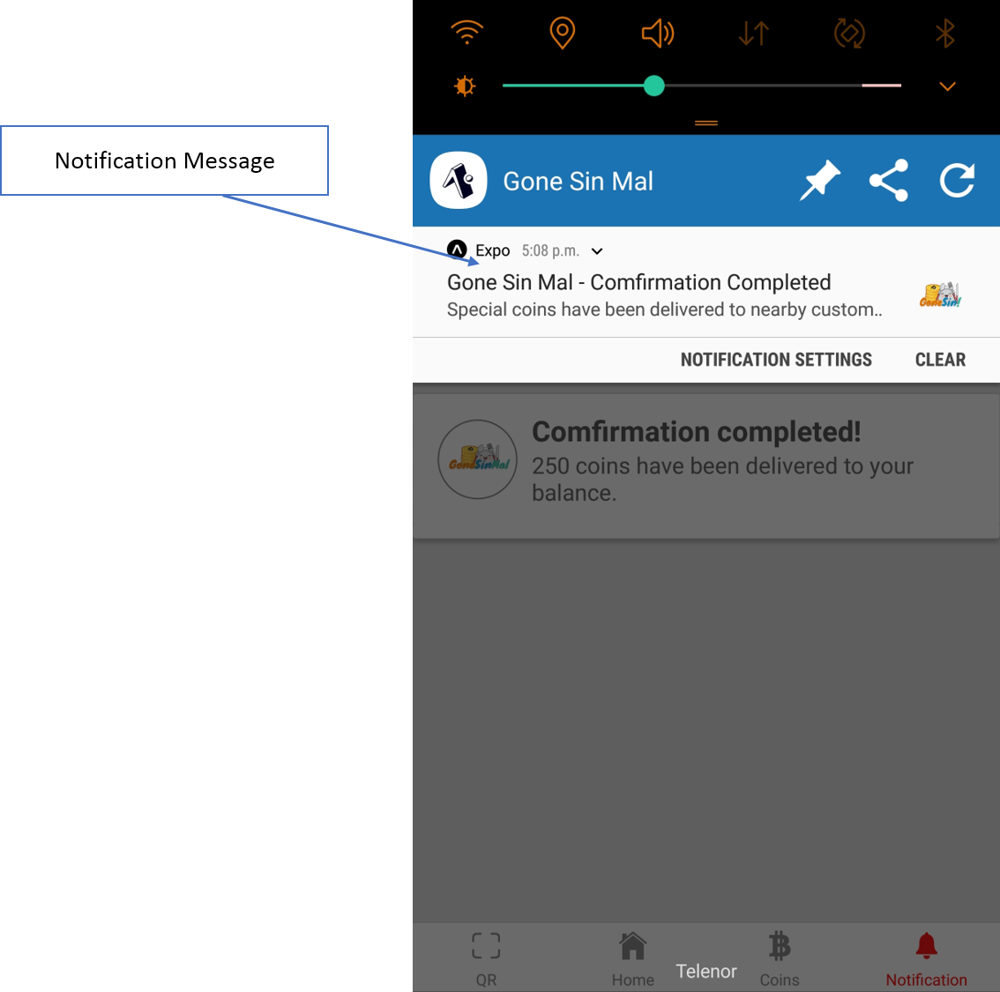 Notification Message
Gone Sin Mal
Expo 5:08 p.m.
Gone Sin Mal - Comfirmation Completed
Special coins have been delivered to nearby custom..
GoneSin!
NOTIFICATION SETTINGS CLEAR
Comfirmation completed!
250 coins have been delivered to your
balance.
GoneSinMal
Telenor
QR Home Coins Notification